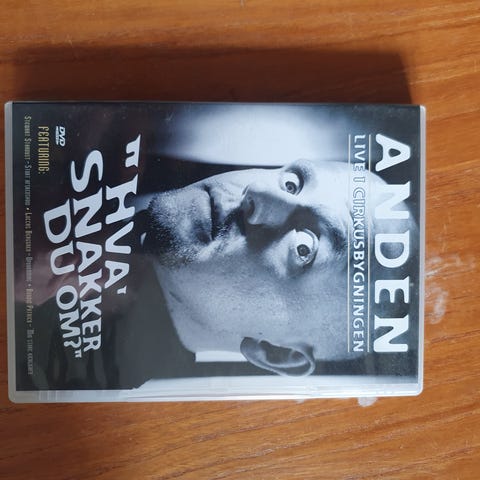 ANDEN
LIVE I CIRKUSBYGNINGEN
"HVA'
SNAKKER
DU OM?"
DVD
FEATURING: